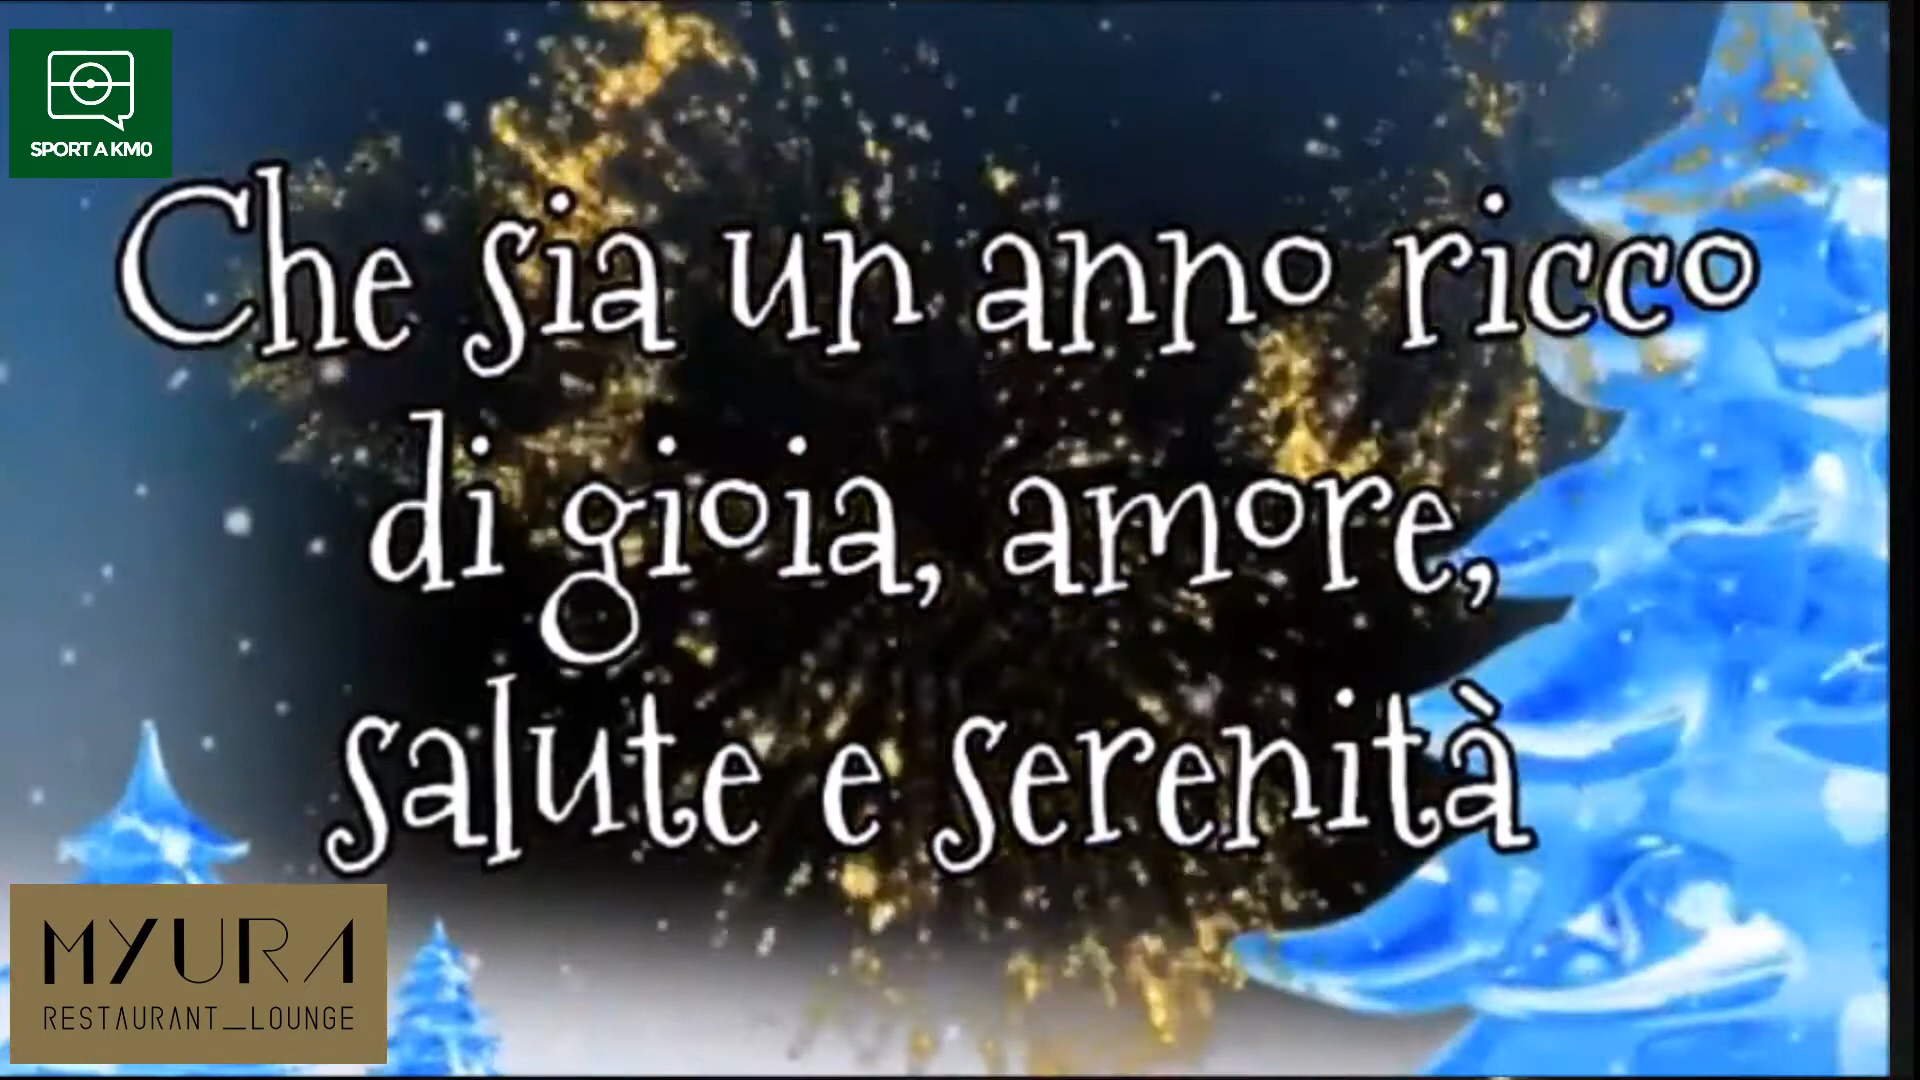 SPORT A KM0
Che sia un anno ricco
di gioia, amore,
salute e serenità
MYURA
RESTAURANT_LOUNGE